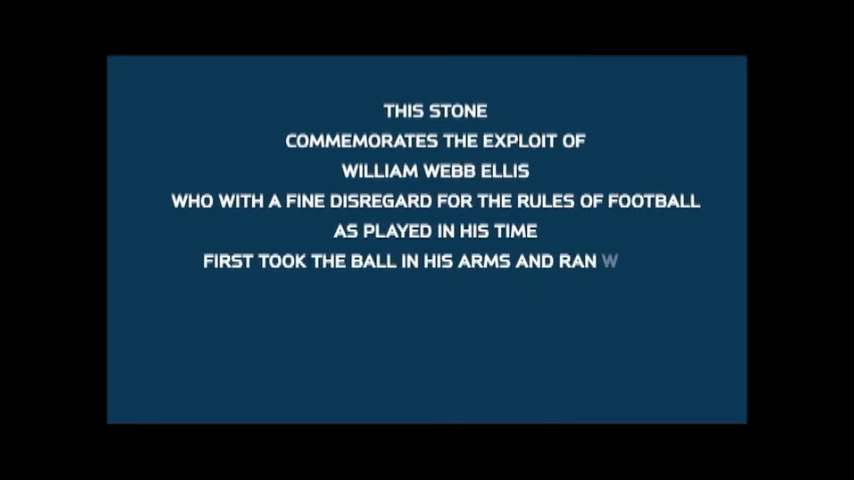 THIS STONE
COMMEMORATES THE EXPLOIT OF
WILLIAM WEBB ELLIS
WHO WITH A FINE DISREGARD FOR THE RULES OF FOOTBALL
AS PLAYED IN HIS TIME
FIRST TOOK THE BALL IN HIS ARMS AND RAN W